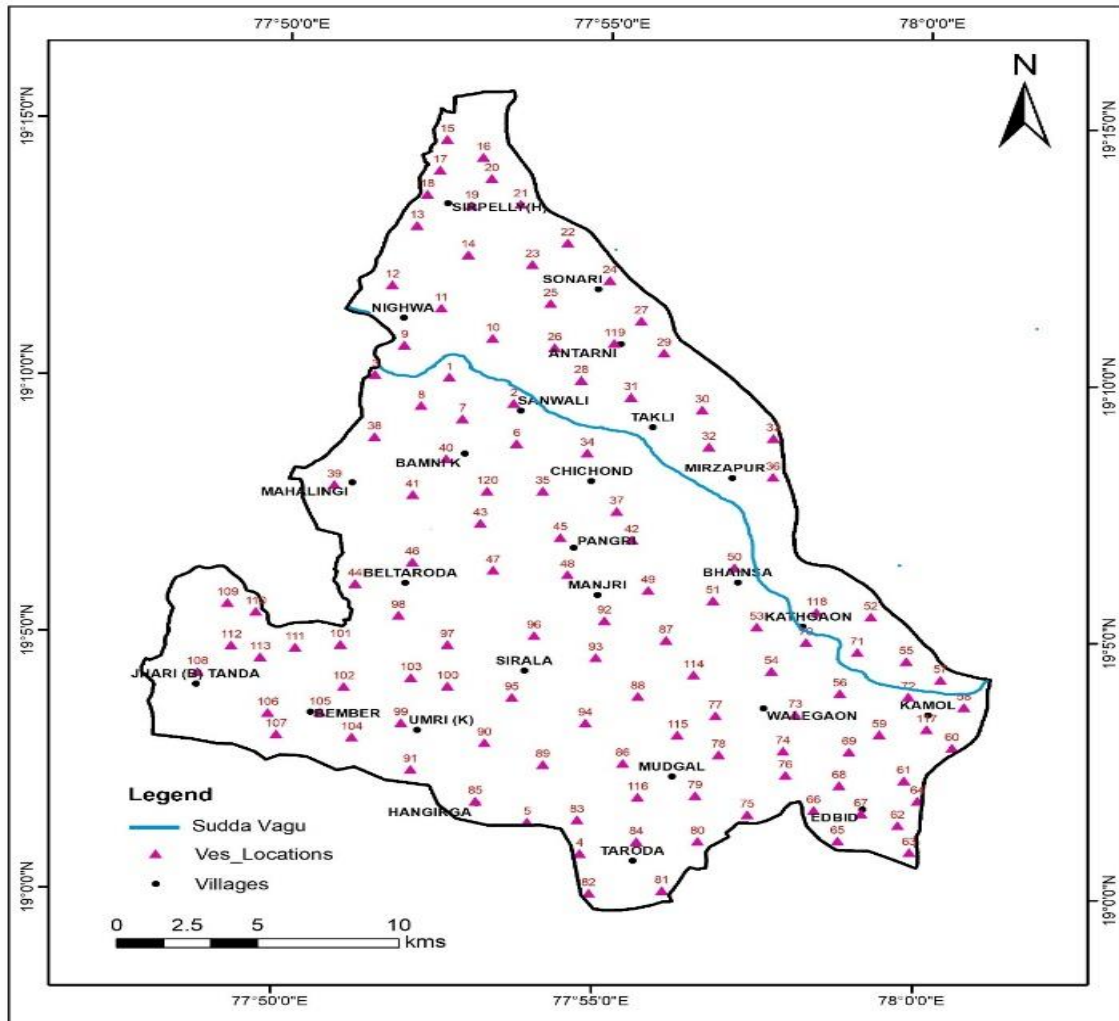 77°50'0"E 77°55'0"E 78°0'0"E
N
19°15'0"N 19°15'0"N
15
16
17
20
18
19 21
SIRPELLY(H)
13
22
14
23
SONARI 24
12
25
NIGHWA 11
27
10 119
9 26
ANTARNI 29
19°10'0"N 19°10'0"N
3 1 28
31
8 2 SANWALI
30
7
TAKLI
38 6 33
40 34 32
BAMNI K
CHICHOND MIRZAPUR 36
39
MAHALINGI
41 120 35
37
43
45 42
PANGRI
46
47 48 50
BELTARODA BHAINSA
44
MANJRI 49
51
109
110 98 118 52
92 53 KATHGAON
19°5'0"N 19°5'0"N
96 87
112 101 97 70
111 71
113 93
SIRALA 55
108 114 54
JHARI (B) TANDA 103
57
102 100
88 56
95 72
KAMOL 58
106 105 WALEGAON
BEMBER 99 UMRI (K) 94 77 73
117
107 104 115 59
90
78 74 69 60
91 89 86 MUDGAL
76
68 61
Legend
85 116 79
64
HANGIRGA 66 67
EDBID
5 83 75
62
Sudda Vagu
84 80 65
Ves_Locations
4 TARODA 63
Villages
82 81
19°0'0"N 19°0'0"N
0 2.5 5 10
kms
77°50'0"E 77°55'0"E 78°0'0"E